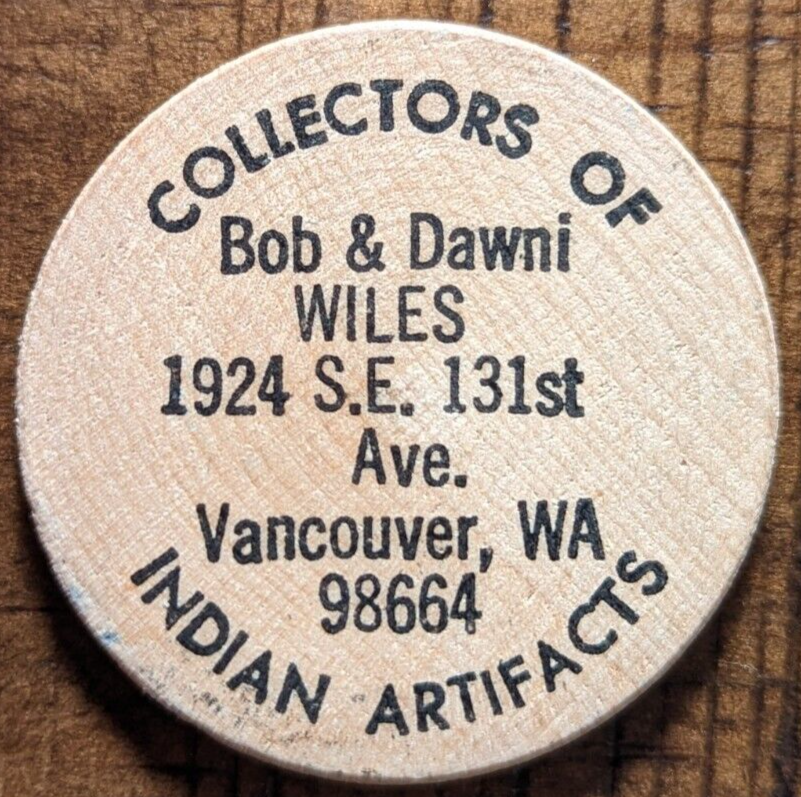 COLLECTORS OF
Bob & Dawni
WILES
1924 S.E. 131st
Ave.
Vancouver, WA
98664
INDIAN ARTIFACTS